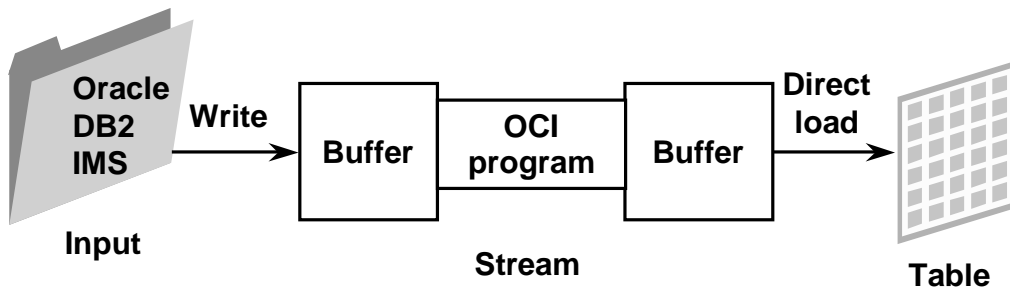 Oracle
DB2
IMS
Input
Write
Buffer
OCI
program
Buffer
Stream
Direct
load
Table